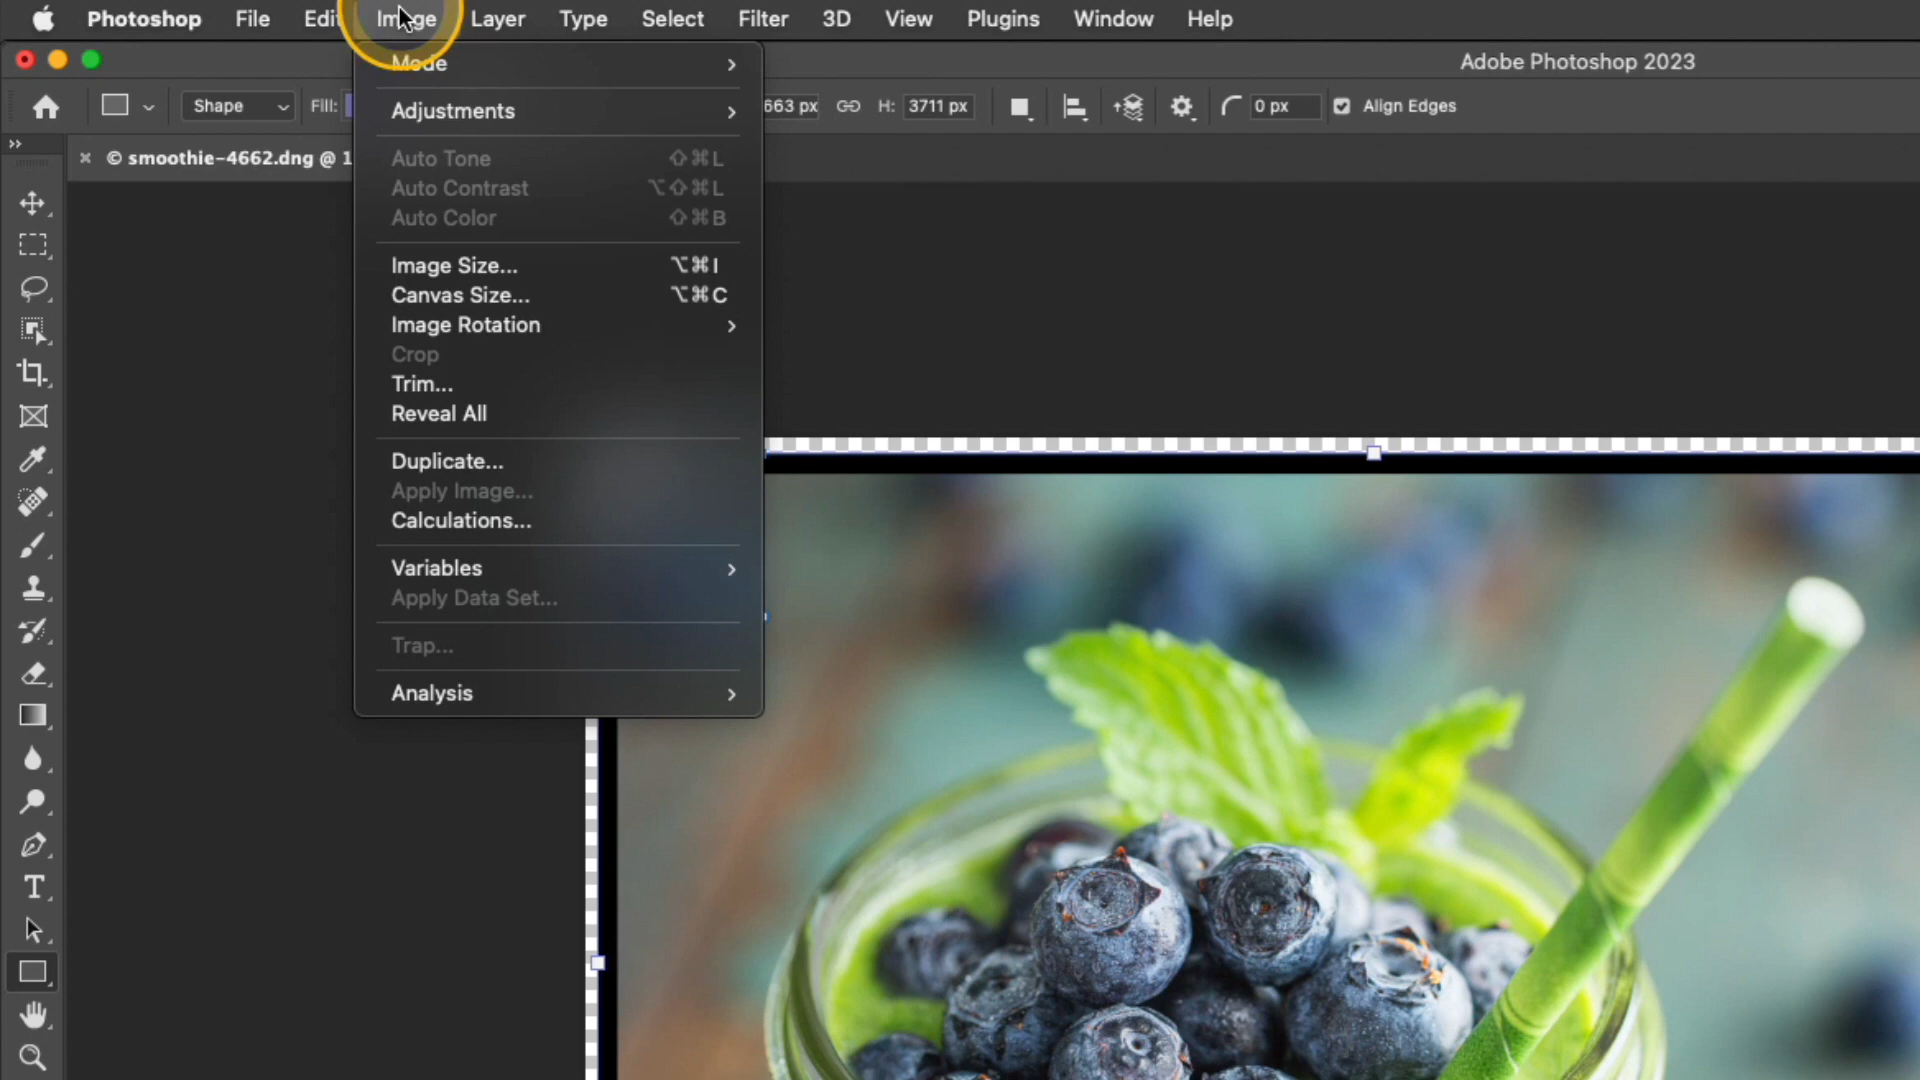 Photoshop File Edit Image Layer Type Select Filter 3D View Plugins Window Help
Adobe Photoshop 2023
Shape Fill: 663 px H: 3711 px 0 px Align Edges
× © smoothie-4662.dng @ 1
Mode
Adjustments
Auto Tone ⇧⌘L
Auto Contrast ⌥⇧⌘L
Auto Color ⇧⌘B
Image Size... ⌥⌘I
Canvas Size... ⌥⌘C
Image Rotation
Crop
Trim...
Reveal All
Duplicate...
Apply Image...
Calculations...
Variables
Apply Data Set...
Trap...
Analysis